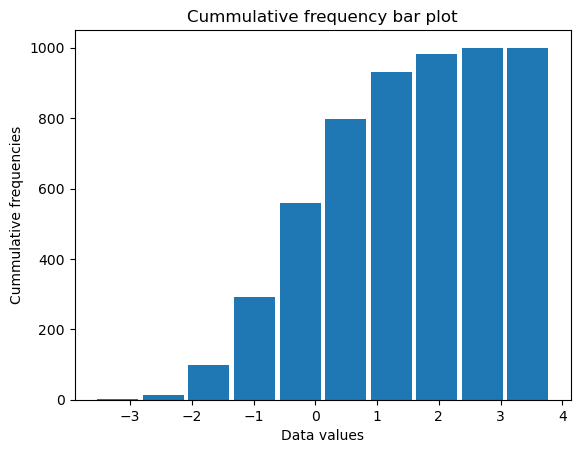 Cummulative frequency bar plot
Cummulative frequencies
1000
800
600
400
200
0
−3 −2 −1 0 1 2 3 4
Data values